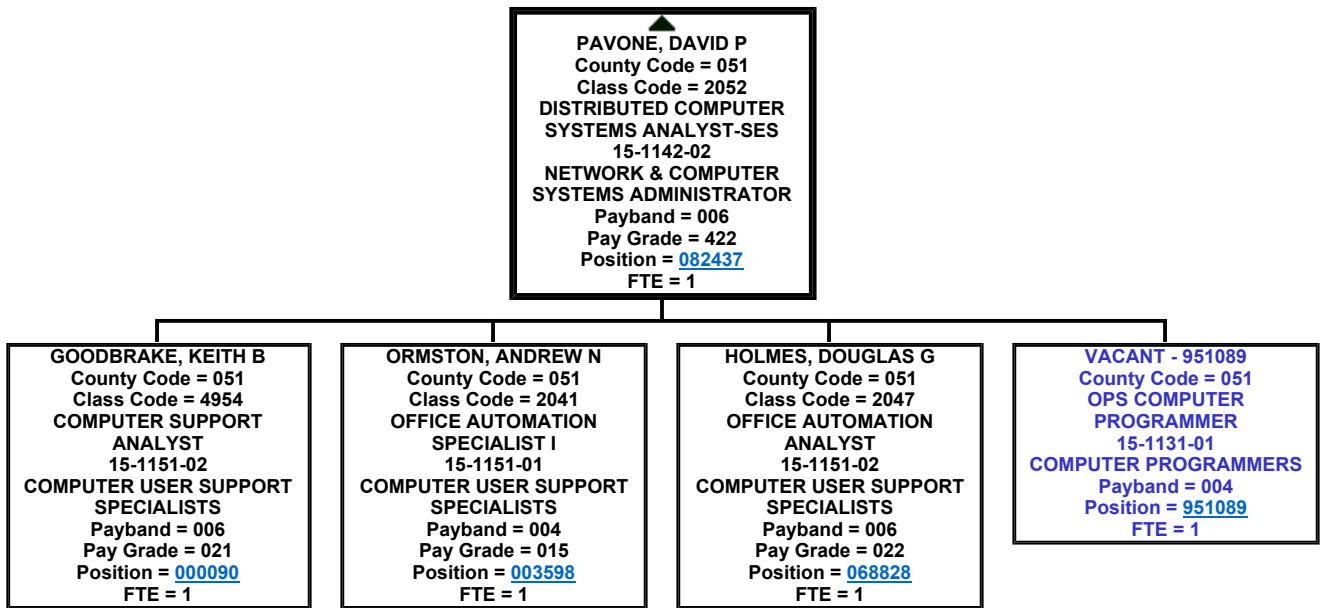 PAVONE, DAVID P
County Code = 051
Class Code = 2052
DISTRIBUTED COMPUTER
SYSTEMS ANALYST-SES
15-1142-02
NETWORK & COMPUTER
SYSTEMS ADMINISTRATOR
Payband = 006
Pay Grade = 422
Position = 082437
FTE = 1
GOODBRAKE, KEITH B
County Code = 051
Class Code = 4954
COMPUTER SUPPORT
ANALYST
15-1151-02
COMPUTER USER SUPPORT
SPECIALISTS
Payband = 006
Pay Grade = 021
Position = 000090
FTE = 1
ORMSTON, ANDREW N
County Code = 051
Class Code = 2041
OFFICE AUTOMATION
SPECIALIST I
15-1151-01
COMPUTER USER SUPPORT
SPECIALISTS
Payband = 004
Pay Grade = 015
Position = 003598
FTE = 1
HOLMES, DOUGLAS G
County Code = 051
Class Code = 2047
OFFICE AUTOMATION
ANALYST
15-1151-02
COMPUTER USER SUPPORT
SPECIALISTS
Payband = 006
Pay Grade = 022
Position = 068828
FTE = 1
VACANT - 951089
County Code = 051
OPS COMPUTER
PROGRAMMER
15-1131-01
COMPUTER PROGRAMMERS
Payband = 004
Position = 951089
FTE = 1